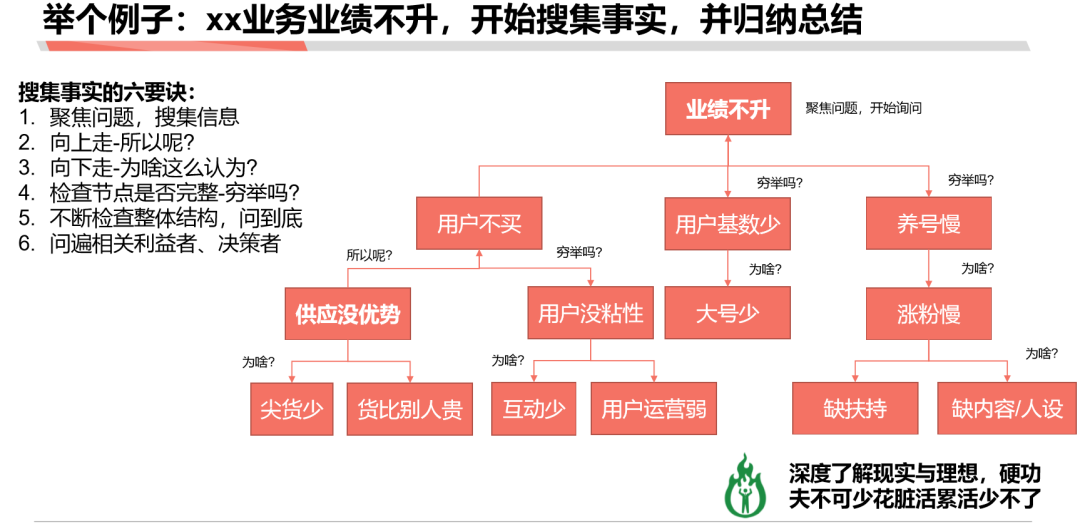 举个例子：xx业务业绩不升，开始搜集事实，并归纳总结
搜集事实的六要诀：
1. 聚焦问题，搜集信息
2. 向上走-所以呢?
3. 向下走-为啥这么认为?
4. 检查节点是否完整-穷举吗?
5. 不断检查整体结构，问到底
6. 问遍相关利益者、决策者
业绩不升
聚焦问题，开始询问
穷举吗?
穷举吗?
用户不买
用户基数少
养号慢
所以呢?
穷举吗?
为啥?
为啥?
供应没优势
用户没粘性
大号少
涨粉慢
为啥?
为啥?
为啥?
尖货少
货比别人贵
互动少
用户运营弱
缺扶持
缺内容/人设
深度了解现实与理想，硬功
夫不可少花脏活累活少不了